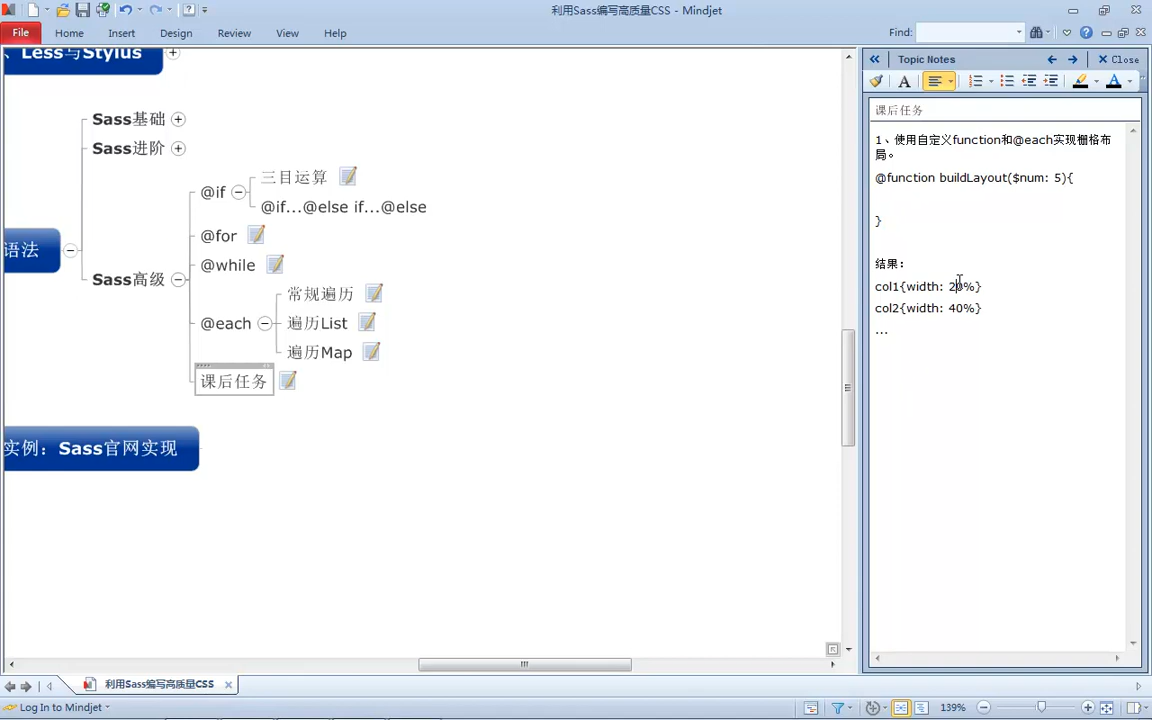 利用Sass编写高质量CSS - Mindjet
File
Home
Insert
Design
Review
View
Help
Find:
、Less与Stylus
Sass基础
Sass进阶
@if
三目运算
@if...@else if...@else
语法
@for
Sass高级
@while
常规遍历
@each
遍历List
遍历Map
课后任务
实例：Sass官网实现
Topic Notes
Close
课后任务
1、使用自定义function和@each实现栅格布
局。
@function buildLayout($num: 5){
}
结果：
col1{width: 20%}
col2{width: 40%}
...
利用Sass编写高质量CSS
Log In to Mindjet
139%